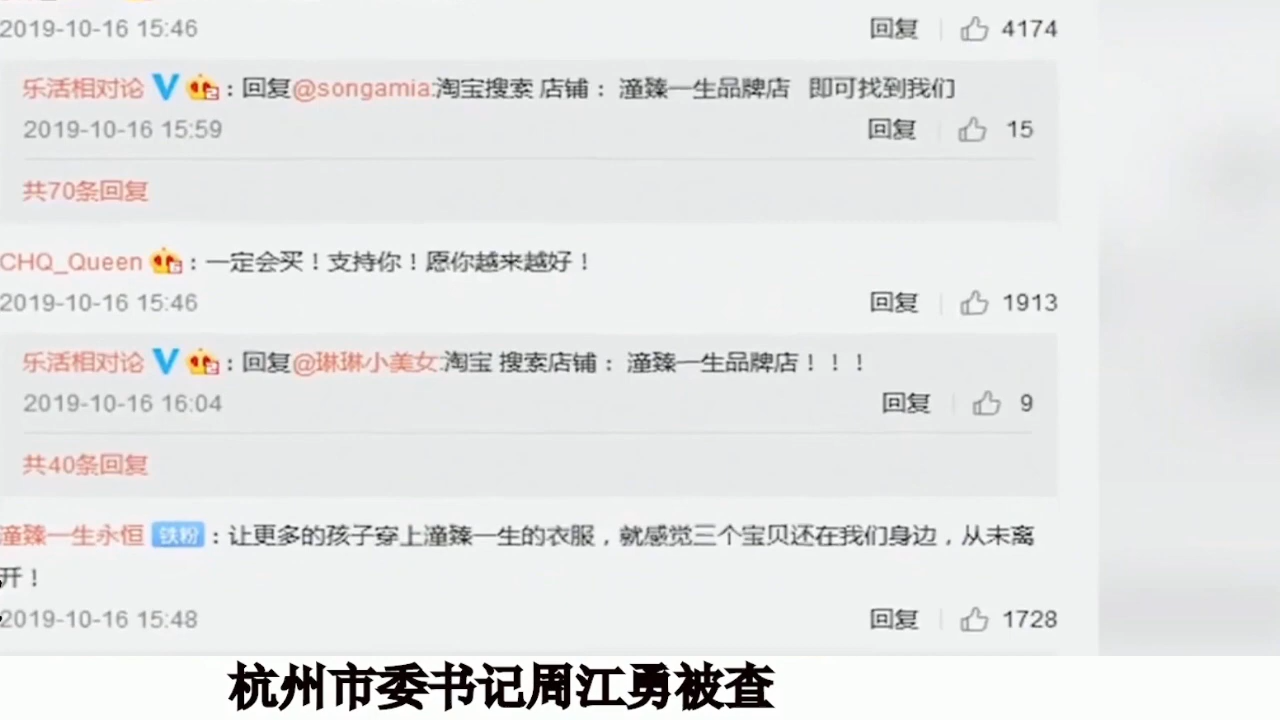 2019-10-16 15:46 回复 4174
乐活相对论 V : 回复@songamia:淘宝搜索 店铺： 潼臻一生品牌店 即可找到我们
2019-10-16 15:59 回复 15
共70条回复
CHQ_Queen : 一定会买！支持你！愿你越来越好！
2019-10-16 15:46 回复 1913
乐活相对论 V : 回复@琳琳小美女:淘宝 搜索店铺： 潼臻一生品牌店！！！
2019-10-16 16:04 回复 9
共40条回复
潼臻一生永恒 铁粉 : 让更多的孩子穿上潼臻一生的衣服，就感觉三个宝贝还在我们身边，从未离
开！
2019-10-16 15:48 回复 1728
杭州市委书记周江勇被查